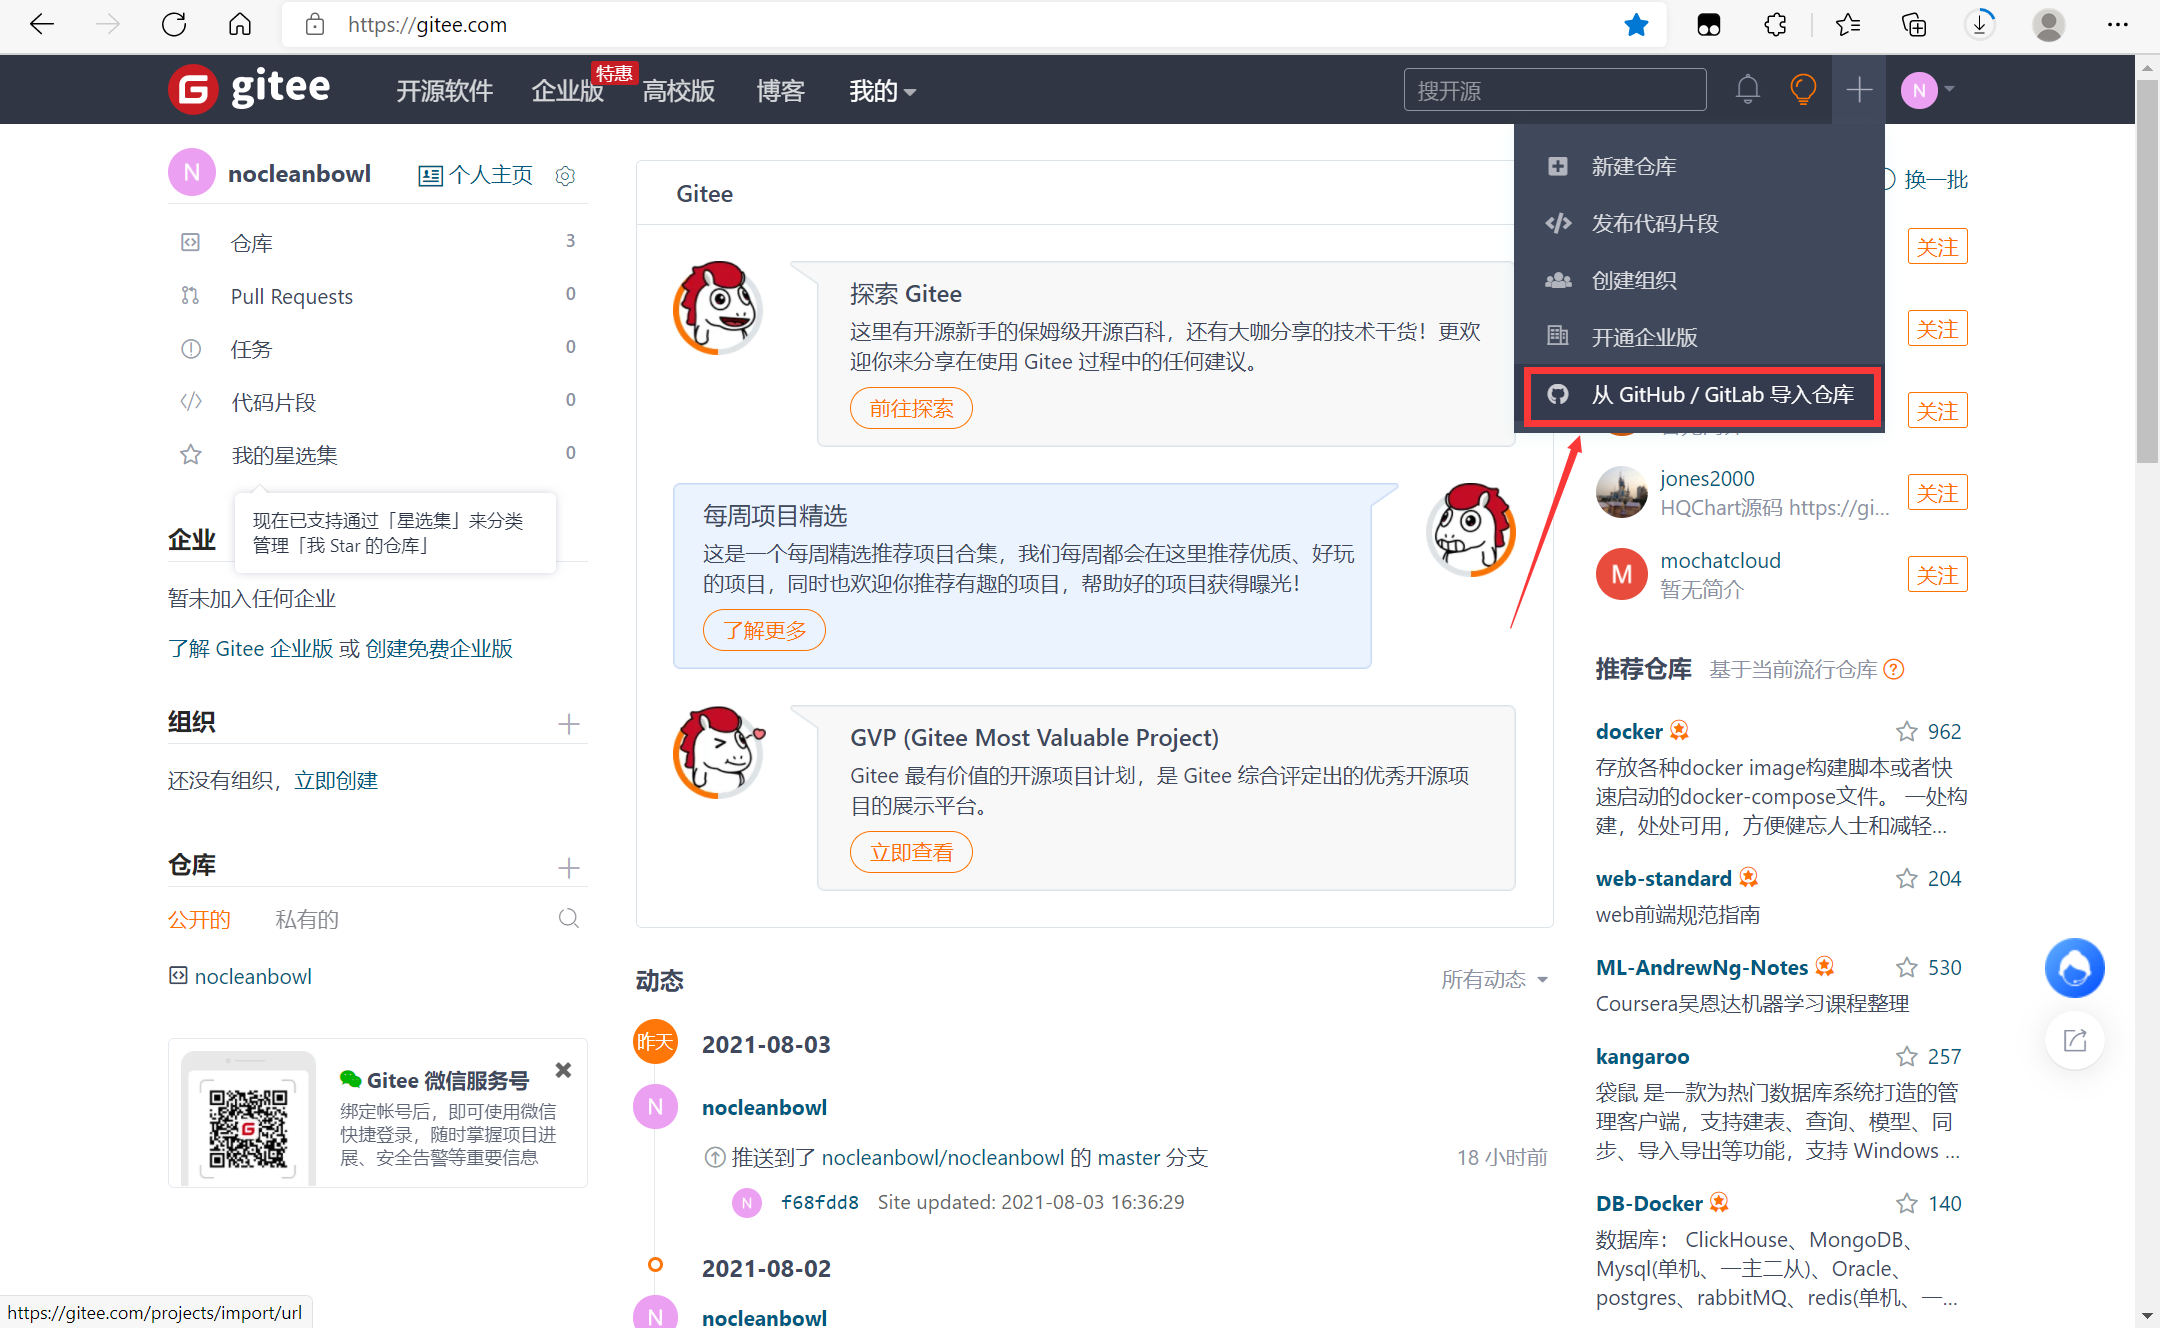 https://gitee.com
gitee
开源软件
企业版
特惠
高校版
博客
我的
搜开源
N
N
nocleanbowl
个人主页
仓库 3
Pull Requests 0
任务 0
代码片段 0
我的星选集 0
现在已支持通过「星选集」来分类
管理「我 Star 的仓库」
企业
暂未加入任何企业
了解 Gitee 企业版 或 创建免费企业版
组织
还没有组织，立即创建
仓库
公开的 私有的
nocleanbowl
Gitee 微信服务号
绑定帐号后，即可使用微信
快捷登录，随时掌握项目进
展、安全告警等重要信息
https://gitee.com/projects/import/url
Gitee
探索 Gitee
这里有开源新手的保姆级开源百科，还有大咖分享的技术干货！更欢
迎你来分享在使用 Gitee 过程中的任何建议。
前往探索
每周项目精选
这是一个每周精选推荐项目合集，我们每周都会在这里推荐优质、好玩
的项目，同时也欢迎你推荐有趣的项目，帮助好的项目获得曝光！
了解更多
GVP (Gitee Most Valuable Project)
Gitee 最有价值的开源项目计划，是 Gitee 综合评定出的优秀开源项
目的展示平台。
立即查看
动态
所有动态
昨天
2021-08-03
N
nocleanbowl
推送到了 nocleanbowl/nocleanbowl 的 master 分支
18 小时前
N
f68fdd8 Site updated: 2021-08-03 16:36:29
2021-08-02
N
nocleanbowl
新建仓库
发布代码片段
创建组织
开通企业版
从 GitHub / GitLab 导入仓库
换一批
关注
关注
关注
jones2000
HQChart源码 https://gi...
关注
M
mochatcloud
暂无简介
关注
推荐仓库 基于当前流行仓库
docker 962
存放各种docker image构建脚本或者快
速启动的docker-compose文件。 一处构
建，处处可用，方便健忘人士和减轻...
web-standard 204
web前端规范指南
ML-AndrewNg-Notes 530
Coursera吴恩达机器学习课程整理
kangaroo 257
袋鼠 是一款为热门数据库系统打造的管
理客户端，支持建表、查询、模型、同
步、导入导出等功能，支持 Windows ...
DB-Docker 140
数据库： ClickHouse、MongoDB、
Mysql(单机、一主二从)、Oracle、
postgres、rabbitMQ、redis(单机、一...